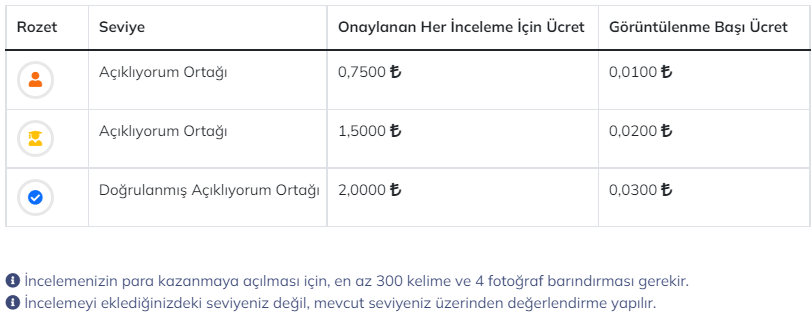 Rozet Seviye Onaylanan Her İnceleme İçin Ücret Görüntülenme Başı Ücret
Açıklıyorum Ortağı 0,7500 ₺ 0,0100 ₺
Açıklıyorum Ortağı 1,5000 ₺ 0,0200 ₺
Doğrulanmış Açıklıyorum Ortağı 2,0000 ₺ 0,0300 ₺
İncelemenizin para kazanmaya açılması için, en az 300 kelime ve 4 fotoğraf barındırması gerekir.
İncelemeyi eklediğinizdeki seviyeniz değil, mevcut seviyeniz üzerinden değerlendirme yapılır.